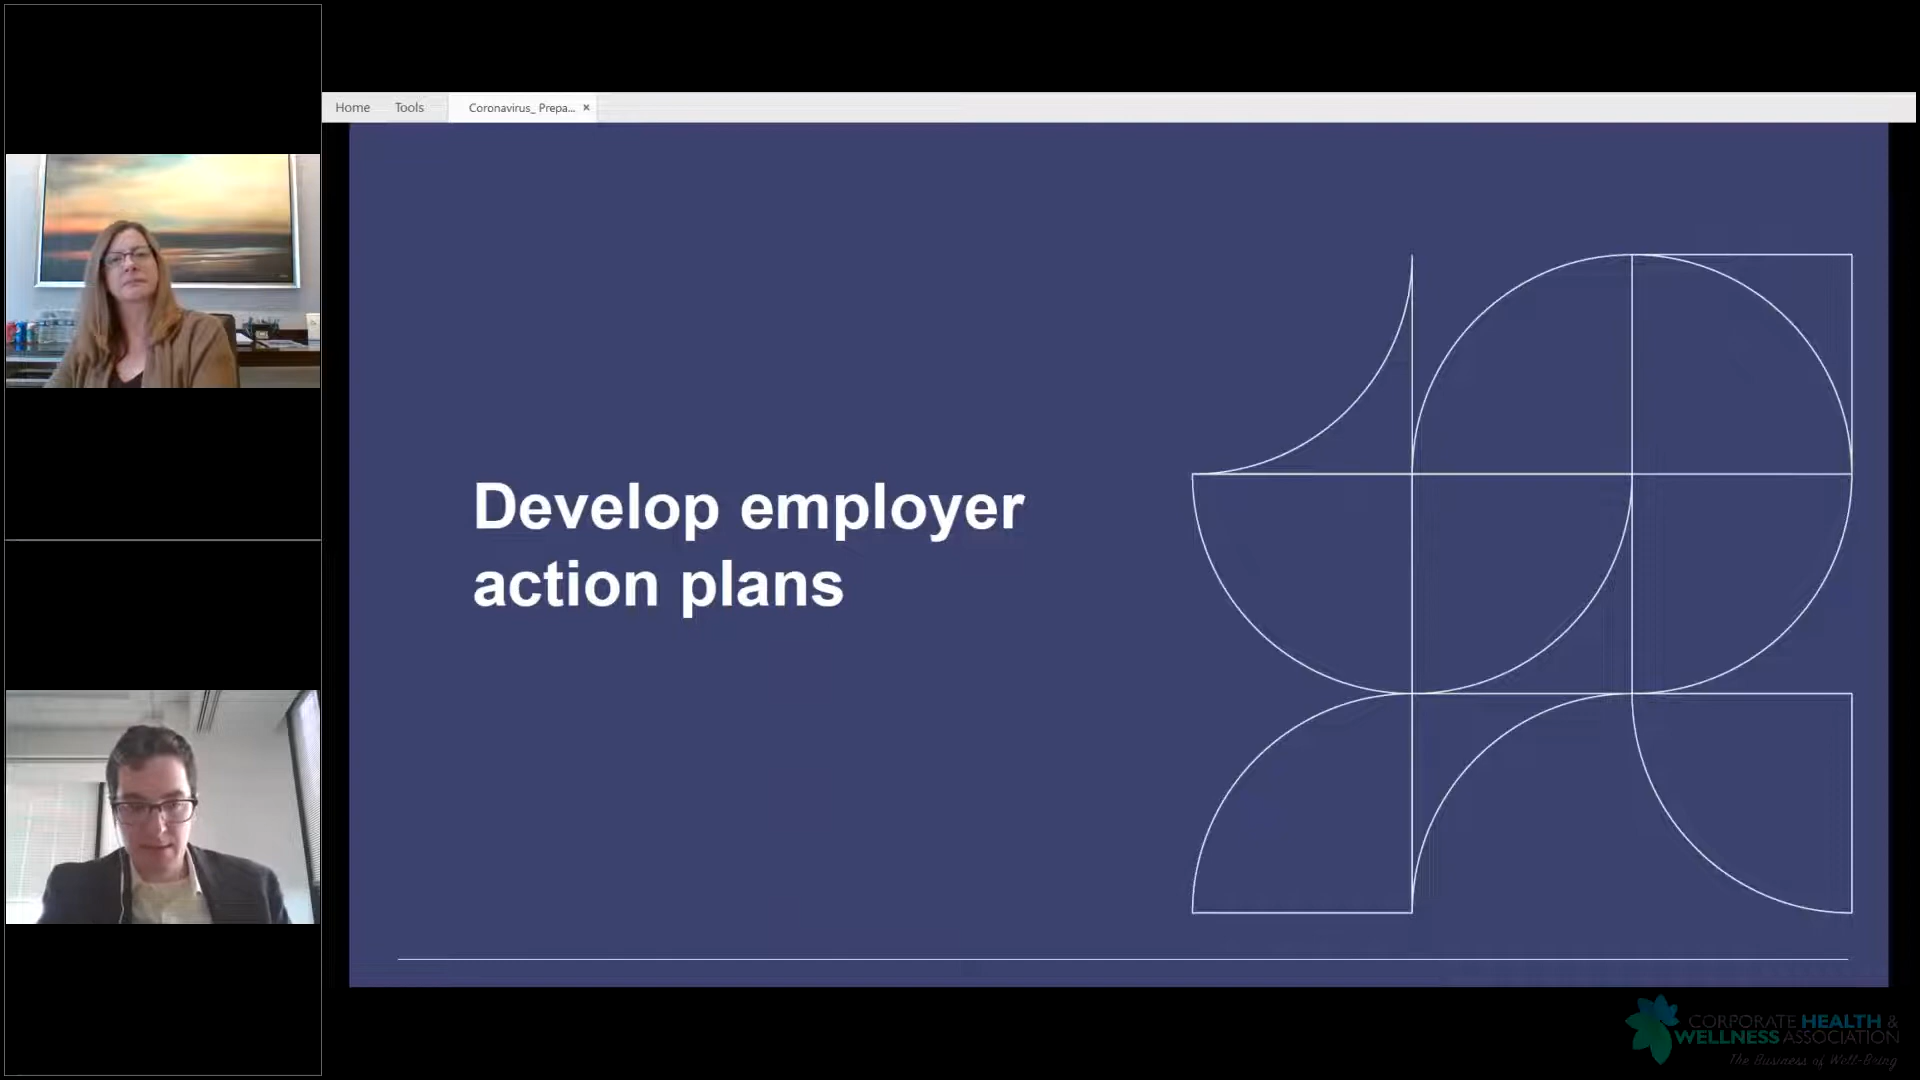 Home
Tools
Coronavirus_ Prepa... ×
Develop employer
action plans
CORPORATE HEALTH &
WELLNESS ASSOCIATION
The Business of Well-Being